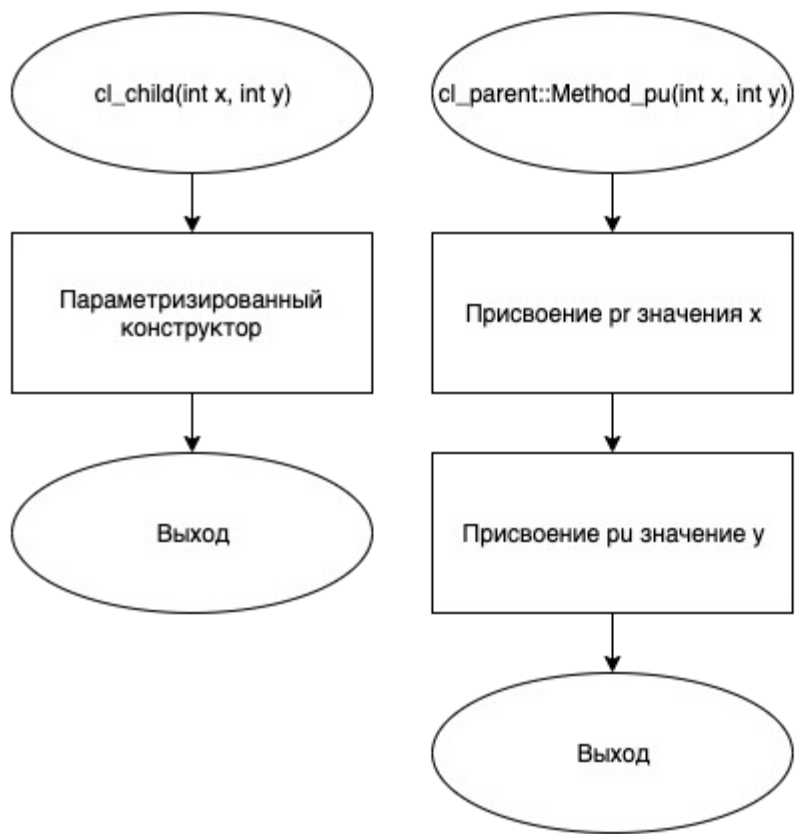 cl_child(int x, int y)
Параметризированный
конструктор
Выход
cl_parent::Method_pu(int x, int y)
Присвоение pr значения x
Присвоение pu значение y
Выход